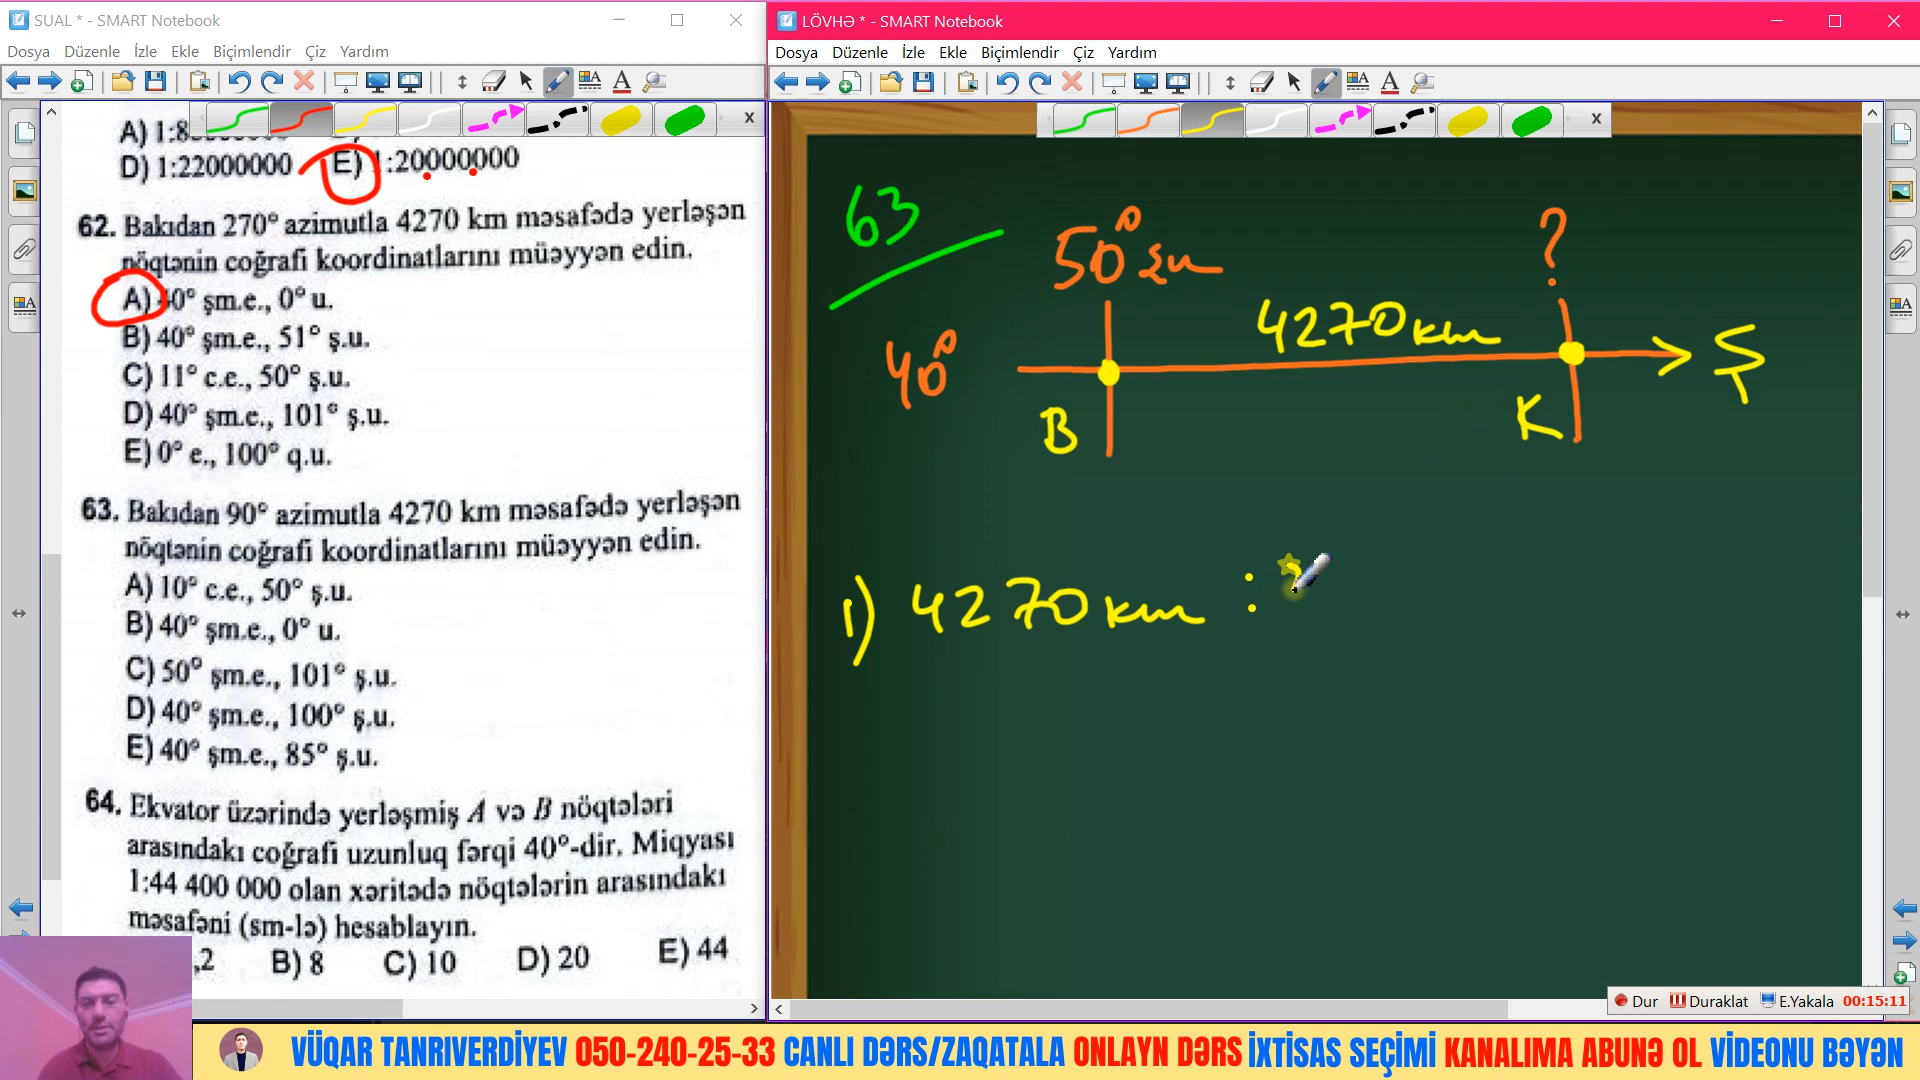 SUAL * - SMART Notebook
Dosya Düzenle İzle Ekle Biçimlendir Çiz Yardım
D) 1:22000000 E) 1:20000000
62. Bakıdan 270° azimutla 4270 km məsafədə yerləşən
nöqtənin coğrafi koordinatlarını müəyyən edin.
A) 40° şm.e., 0° u.
B) 40° şm.e., 51° ş.u.
C) 11° c.e., 50° ş.u.
D) 40° şm.e., 101° ş.u.
E) 0° e., 100° q.u.
63. Bakıdan 90° azimutla 4270 km məsafədə yerləşən
nöqtənin coğrafi koordinatlarını müəyyən edin.
A) 10° c.e., 50° ş.u.
B) 40° şm.e., 0° u.
C) 50° şm.e., 101° ş.u.
D) 40° şm.e., 100° ş.u.
E) 40° şm.e., 85° ş.u.
64. Ekvator üzərində yerləşmiş A və B nöqtələri
arasındakı coğrafi uzunluq fərqi 40°-dir. Miqyası
1:44 400 000 olan xəritədə nöqtələrin arasındakı
məsafəni (sm-lə) hesablayın.
,2 B) 8 C) 10 D) 20 E) 44
LÖVHƏ * - SMART Notebook
Dosya Düzenle İzle Ekle Biçimlendir Çiz Yardım
63
50° şu
?
40°
4270 km
Ş
B
K
1) 4270 km :
Dur Duraklat E.Yakala 00:15:11
VÜQAR TANRIVERDİYEV 050-240-25-33 CANLI DƏRS/ZAQATALA ONLAYN DƏRS İXTİSAS SEÇİMİ KANALIMA ABUNƏ OL VİDEONU BƏYƏN